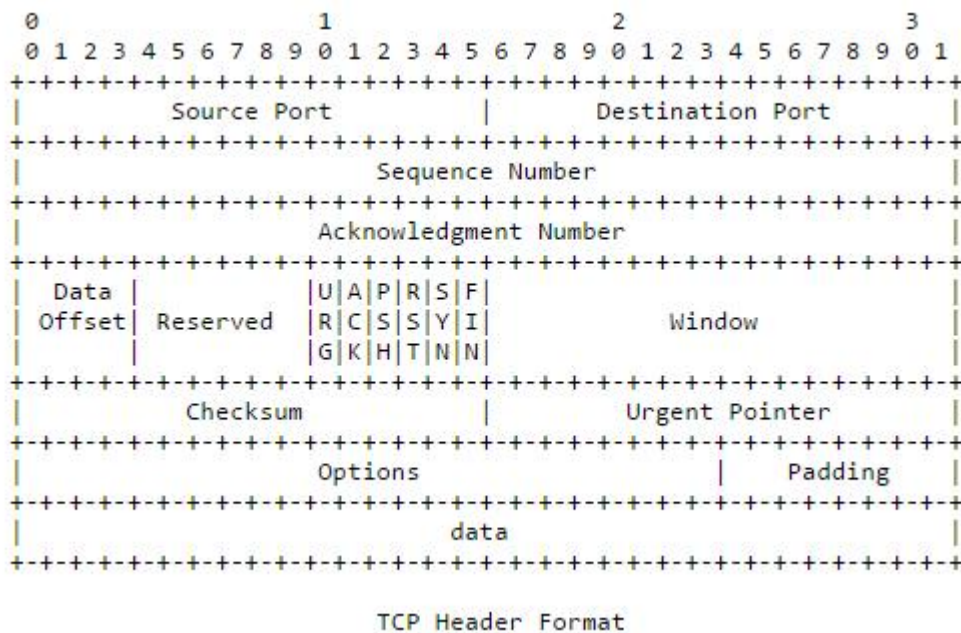 0                   1                   2                   3
0 1 2 3 4 5 6 7 8 9 0 1 2 3 4 5 6 7 8 9 0 1 2 3 4 5 6 7 8 9 0 1
+-+-+-+-+-+-+-+-+-+-+-+-+-+-+-+-+-+-+-+-+-+-+-+-+-+-+-+-+-+-+-+-+
|          Source Port          |       Destination Port        |
+-+-+-+-+-+-+-+-+-+-+-+-+-+-+-+-+-+-+-+-+-+-+-+-+-+-+-+-+-+-+-+-+
|                        Sequence Number                        |
+-+-+-+-+-+-+-+-+-+-+-+-+-+-+-+-+-+-+-+-+-+-+-+-+-+-+-+-+-+-+-+-+
|                    Acknowledgment Number                      |
+-+-+-+-+-+-+-+-+-+-+-+-+-+-+-+-+-+-+-+-+-+-+-+-+-+-+-+-+-+-+-+-+
|  Data |           |U|A|P|R|S|F|                               |
| Offset| Reserved  |R|C|S|S|Y|I|            Window             |
|       |           |G|K|H|T|N|N|                               |
+-+-+-+-+-+-+-+-+-+-+-+-+-+-+-+-+-+-+-+-+-+-+-+-+-+-+-+-+-+-+-+-+
|           Checksum            |         Urgent Pointer        |
+-+-+-+-+-+-+-+-+-+-+-+-+-+-+-+-+-+-+-+-+-+-+-+-+-+-+-+-+-+-+-+-+
|                    Options                    |    Padding    |
+-+-+-+-+-+-+-+-+-+-+-+-+-+-+-+-+-+-+-+-+-+-+-+-+-+-+-+-+-+-+-+-+
|                             data                              |
+-+-+-+-+-+-+-+-+-+-+-+-+-+-+-+-+-+-+-+-+-+-+-+-+-+-+-+-+-+-+-+-+
TCP Header Format